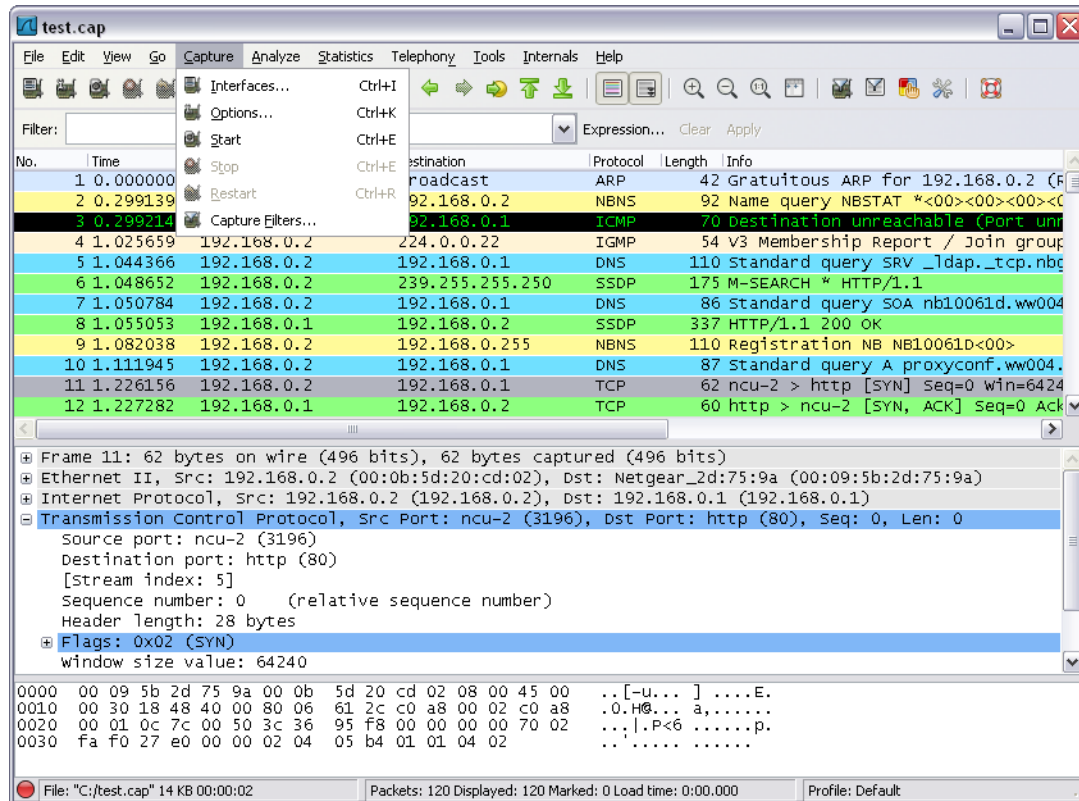 test.cap
File Edit View Go Capture Analyze Statistics Telephony Tools Internals Help
Interfaces... Ctrl+I
Options... Ctrl+K
Start Ctrl+E
Stop Ctrl+E
Restart Ctrl+R
Capture Filters...
Filter: Expression... Clear Apply
No. Time estination Protocol Length Info
1 0.000000 roadcast ARP 42 Gratuitous ARP for 192.168.0.2 (R
2 0.299139 92.168.0.2 NBNS 92 Name query NBSTAT *<00><00><00><0
3 0.299214 92.168.0.1 ICMP 70 Destination unreachable (Port unr
4 1.025659 192.168.0.2 224.0.0.22 IGMP 54 V3 Membership Report / Join group
5 1.044366 192.168.0.2 192.168.0.1 DNS 110 Standard query SRV _ldap._tcp.nbg
6 1.048652 192.168.0.2 239.255.255.250 SSDP 175 M-SEARCH * HTTP/1.1
7 1.050784 192.168.0.2 192.168.0.1 DNS 86 Standard query SOA nb10061d.ww004
8 1.055053 192.168.0.1 192.168.0.2 SSDP 337 HTTP/1.1 200 OK
9 1.082038 192.168.0.2 192.168.0.255 NBNS 110 Registration NB NB10061D<00>
10 1.111945 192.168.0.2 192.168.0.1 DNS 87 Standard query A proxyconf.ww004.
11 1.226156 192.168.0.2 192.168.0.1 TCP 62 ncu-2 > http [SYN] Seq=0 Win=6424
12 1.227282 192.168.0.1 192.168.0.2 TCP 60 http > ncu-2 [SYN, ACK] Seq=0 Ack
Frame 11: 62 bytes on wire (496 bits), 62 bytes captured (496 bits)
Ethernet II, Src: 192.168.0.2 (00:0b:5d:20:cd:02), Dst: Netgear_2d:75:9a (00:09:5b:2d:75:9a)
Internet Protocol, Src: 192.168.0.2 (192.168.0.2), Dst: 192.168.0.1 (192.168.0.1)
Transmission Control Protocol, Src Port: ncu-2 (3196), Dst Port: http (80), Seq: 0, Len: 0
Source port: ncu-2 (3196)
Destination port: http (80)
[Stream index: 5]
Sequence number: 0 (relative sequence number)
Header length: 28 bytes
Flags: 0x02 (SYN)
Window size value: 64240
0000 00 09 5b 2d 75 9a 00 0b 5d 20 cd 02 08 00 45 00 ..[-u... ] ....E.
0010 00 30 18 48 40 00 80 06 61 2c c0 a8 00 02 c0 a8 .0.H@... a,......
0020 00 01 0c 7c 00 50 3c 36 95 f8 00 00 00 00 70 02 ...|.P<6 ......p.
0030 fa f0 27 e0 00 00 02 04 05 b4 01 01 04 02 ..'..... ......
File: "C:/test.cap" 14 KB 00:00:02 Packets: 120 Displayed: 120 Marked: 0 Load time: 0:00.000 Profile: Default